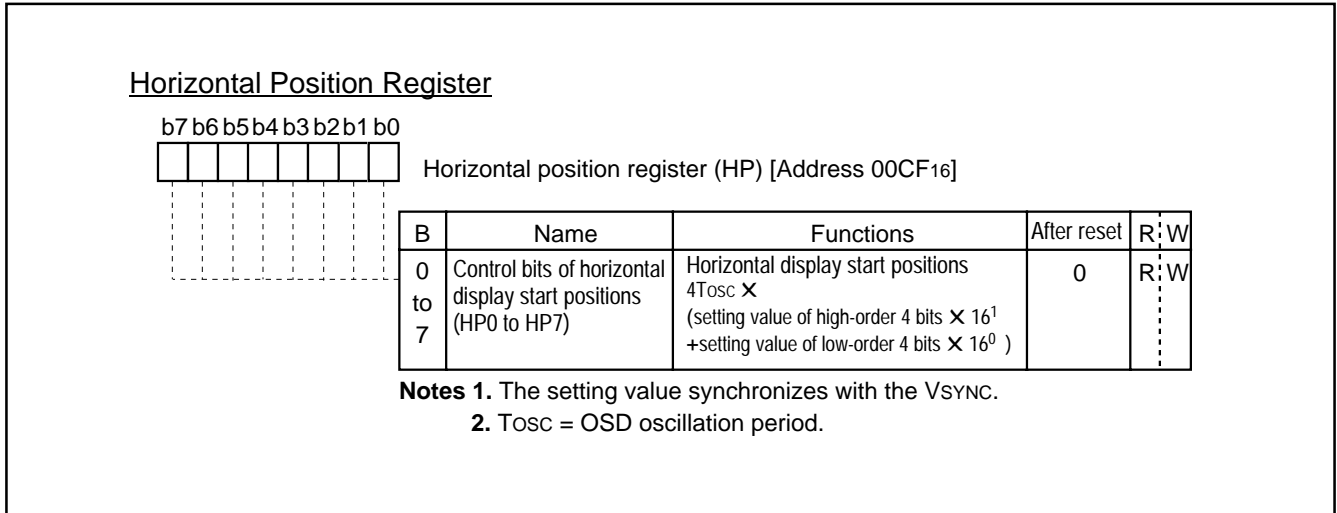 Horizontal Position Register
b7 b6 b5 b4 b3 b2 b1 b0
Horizontal position register (HP) [Address 00CF16]
B Name Functions After reset R W
0 to 7 Control bits of horizontal display start positions (HP0 to HP7) Horizontal display start positions 0 R W
4TOSC ×
(setting value of high-order 4 bits × 16¹
+setting value of low-order 4 bits × 16⁰ )
Notes 1. The setting value synchronizes with the VSYNC.
2. TOSC = OSD oscillation period.